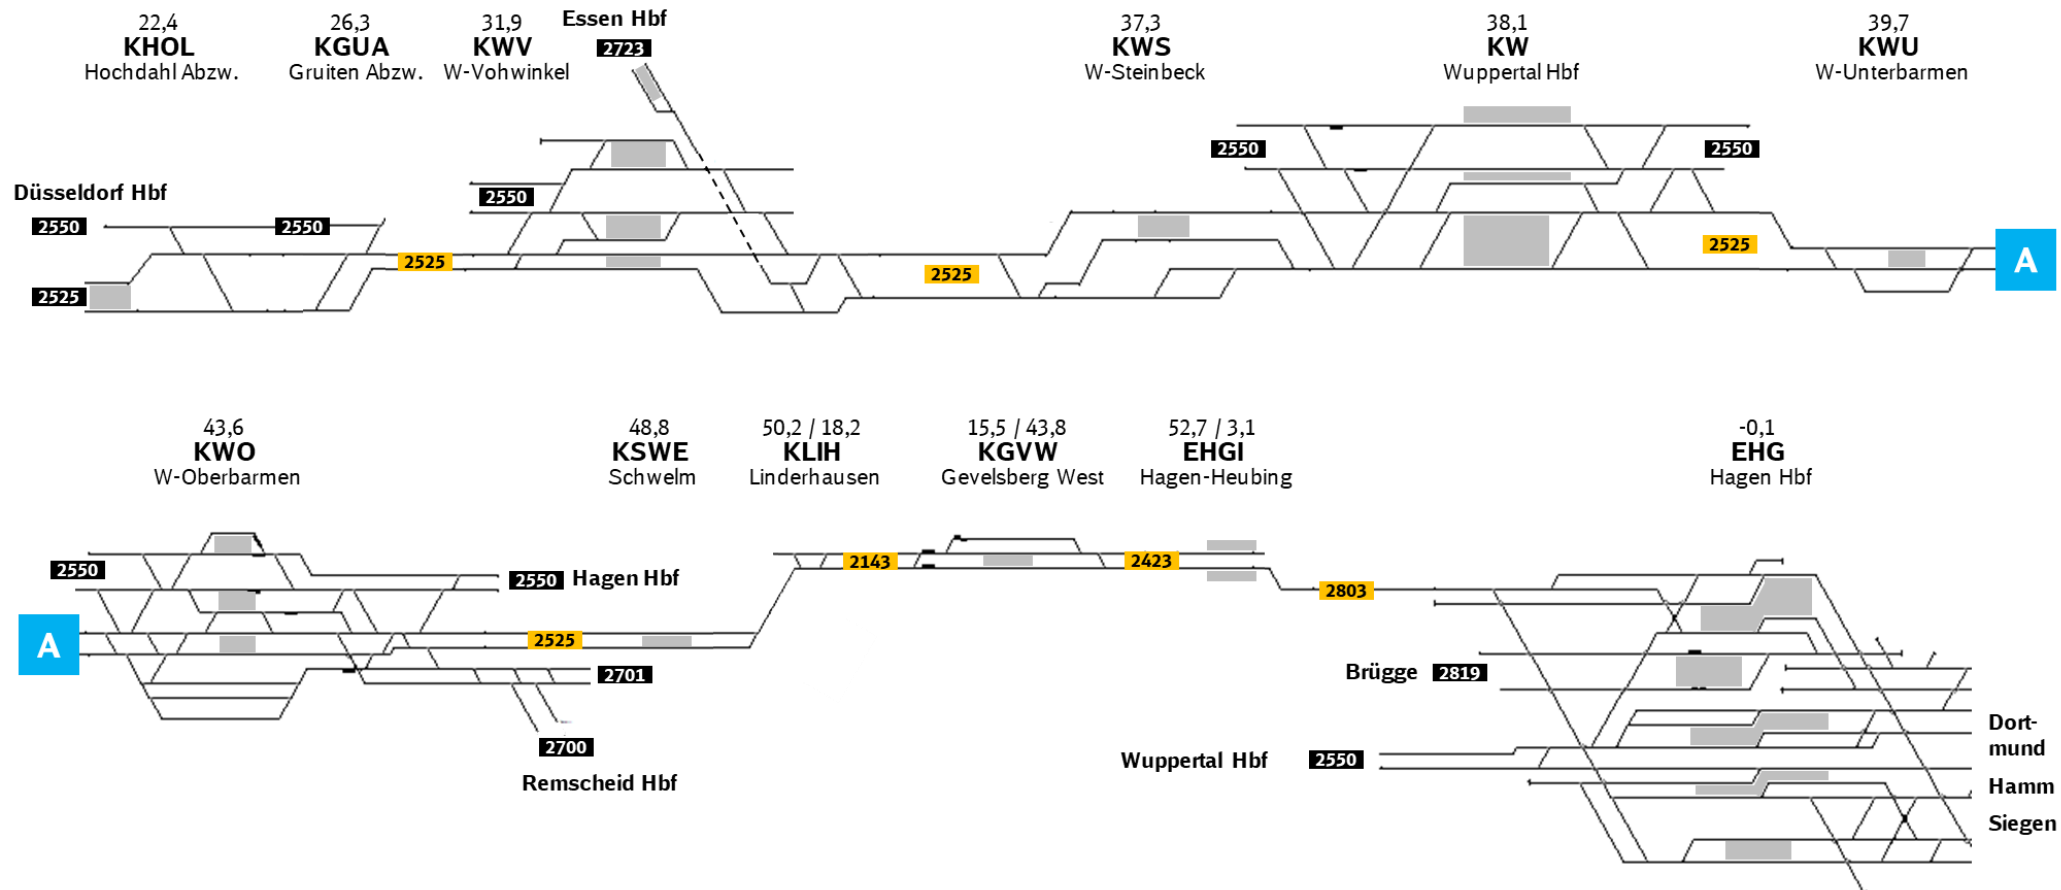 22,4
KHOL
Hochdahl Abzw.
26,3
KGUA
Gruiten Abzw.
31,9
KWV
W-Vohwinkel
Essen Hbf
2723
37,3
KWS
W-Steinbeck
38,1
KW
Wuppertal Hbf
39,7
KWU
W-Unterbarmen
2550
2550
Düsseldorf Hbf
2550
2550
2550
2525
2525
2525
2525
A
43,6
KWO
W-Oberbarmen
48,8
KSWE
Schwelm
50,2 / 18,2
KLIH
Linderhausen
15,5 / 43,8
KGVW
Gevelsberg West
52,7 / 3,1
EHGI
Hagen-Heubing
-0,1
EHG
Hagen Hbf
2550
2550 Hagen Hbf
2143
2423
2803
A
2525
2701
Brügge 2819
2700
Remscheid Hbf
Wuppertal Hbf 2550
Dort-
mund
Hamm
Siegen